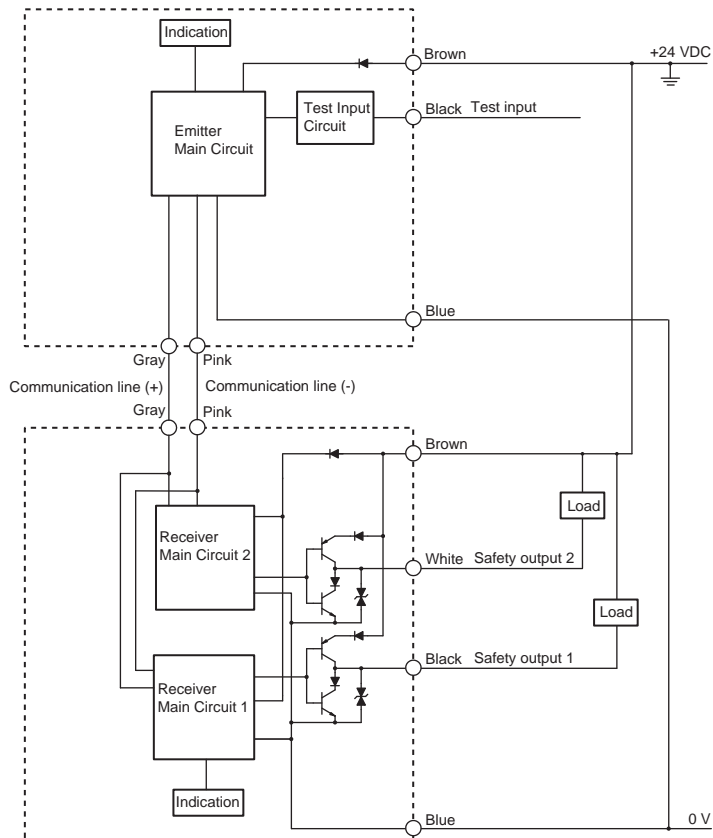 Indication
Brown
+24 VDC
Emitter
Main Circuit
Test Input
Circuit
Black Test input
Blue
Gray Pink
Communication line (+) Communication line (-)
Gray Pink
Brown
Load
Receiver
Main Circuit 2
White Safety output 2
Load
Receiver
Main Circuit 1
Black Safety output 1
Indication
Blue
0 V